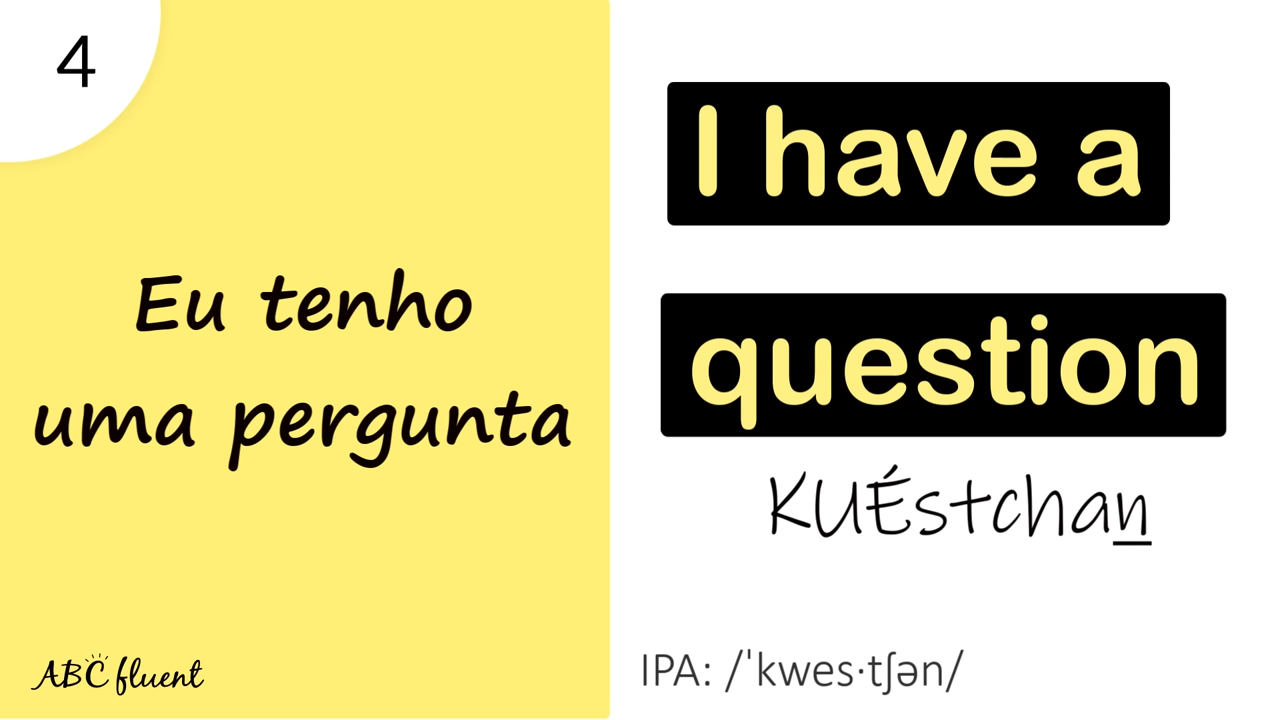 4
Eu tenho
uma pergunta
ABC fluent
I have a
question
KUÉstchan
IPA: /ˈkwes·tʃən/